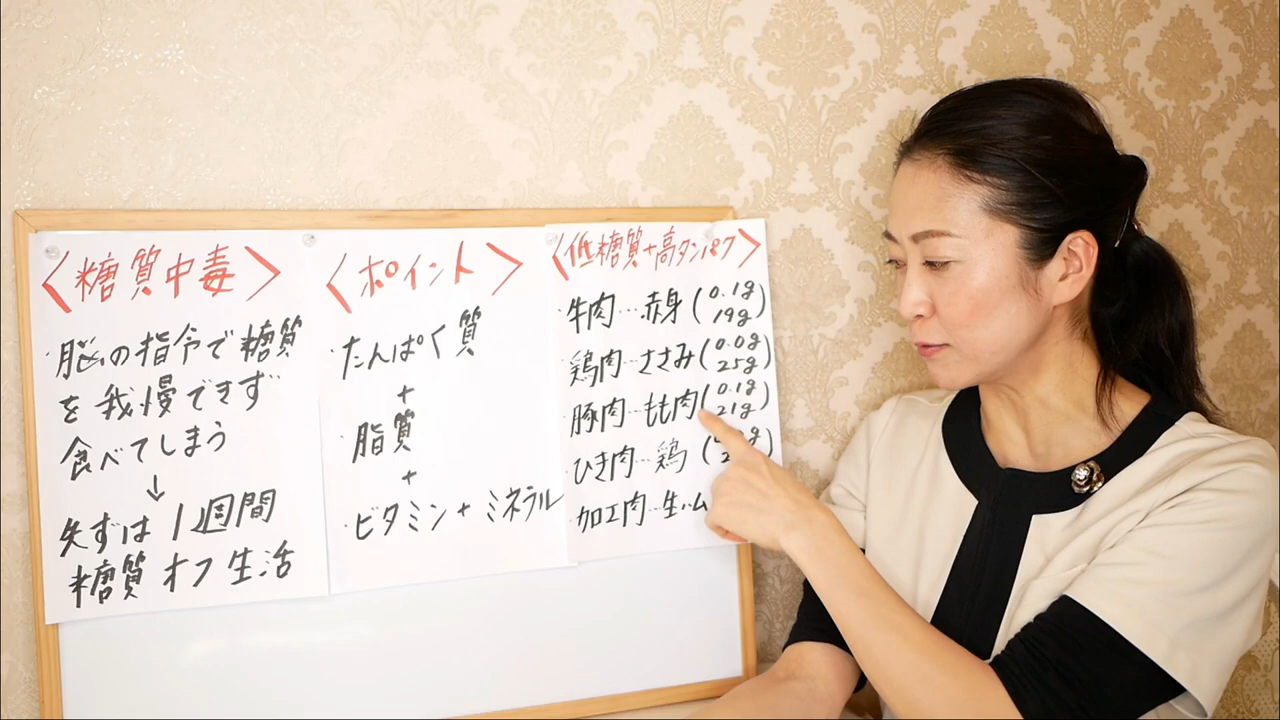 〈糖質中毒〉
・脳の指令で糖質
を我慢できず
食べてしまう
↓
先ずは1週間
糖質オフ生活
〈ポイント〉
・たんぱく質
+
・脂質
+
・ビタミン+ミネラル
〈低糖質+高タンパク〉
・牛肉…赤身(0.1g 19g)
・鶏肉…ささみ(0.0g 25g)
・豚肉…もも肉(0.1g 21g)
・ひき肉…鶏(
・加工肉…生ハム